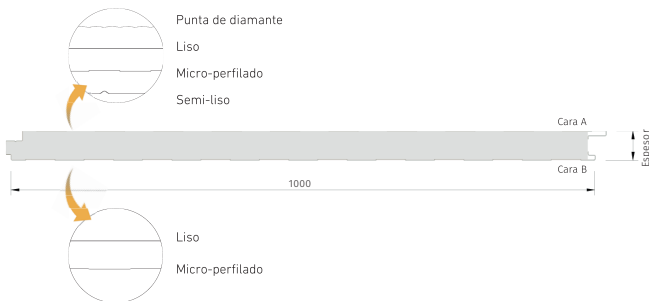 Punta de diamante
Liso
Micro-perfilado
Semi-liso
Cara A
Espesor
Cara B
1000
Liso
Micro-perfilado